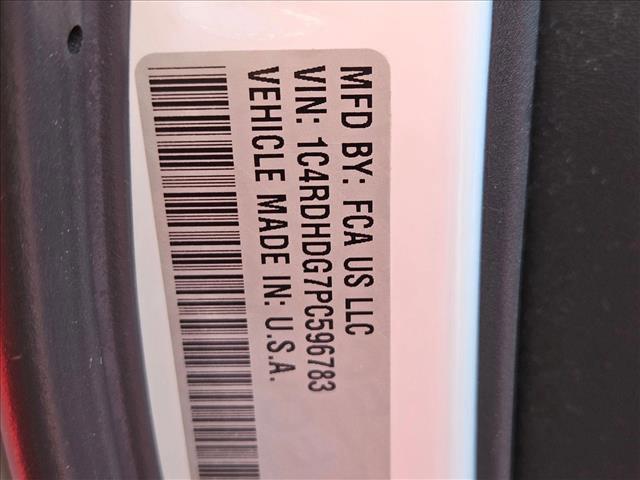 MFD BY: FCA US LLC
VIN: 1C4RDHDG7PC596783
VEHICLE MADE IN: U.S.A.